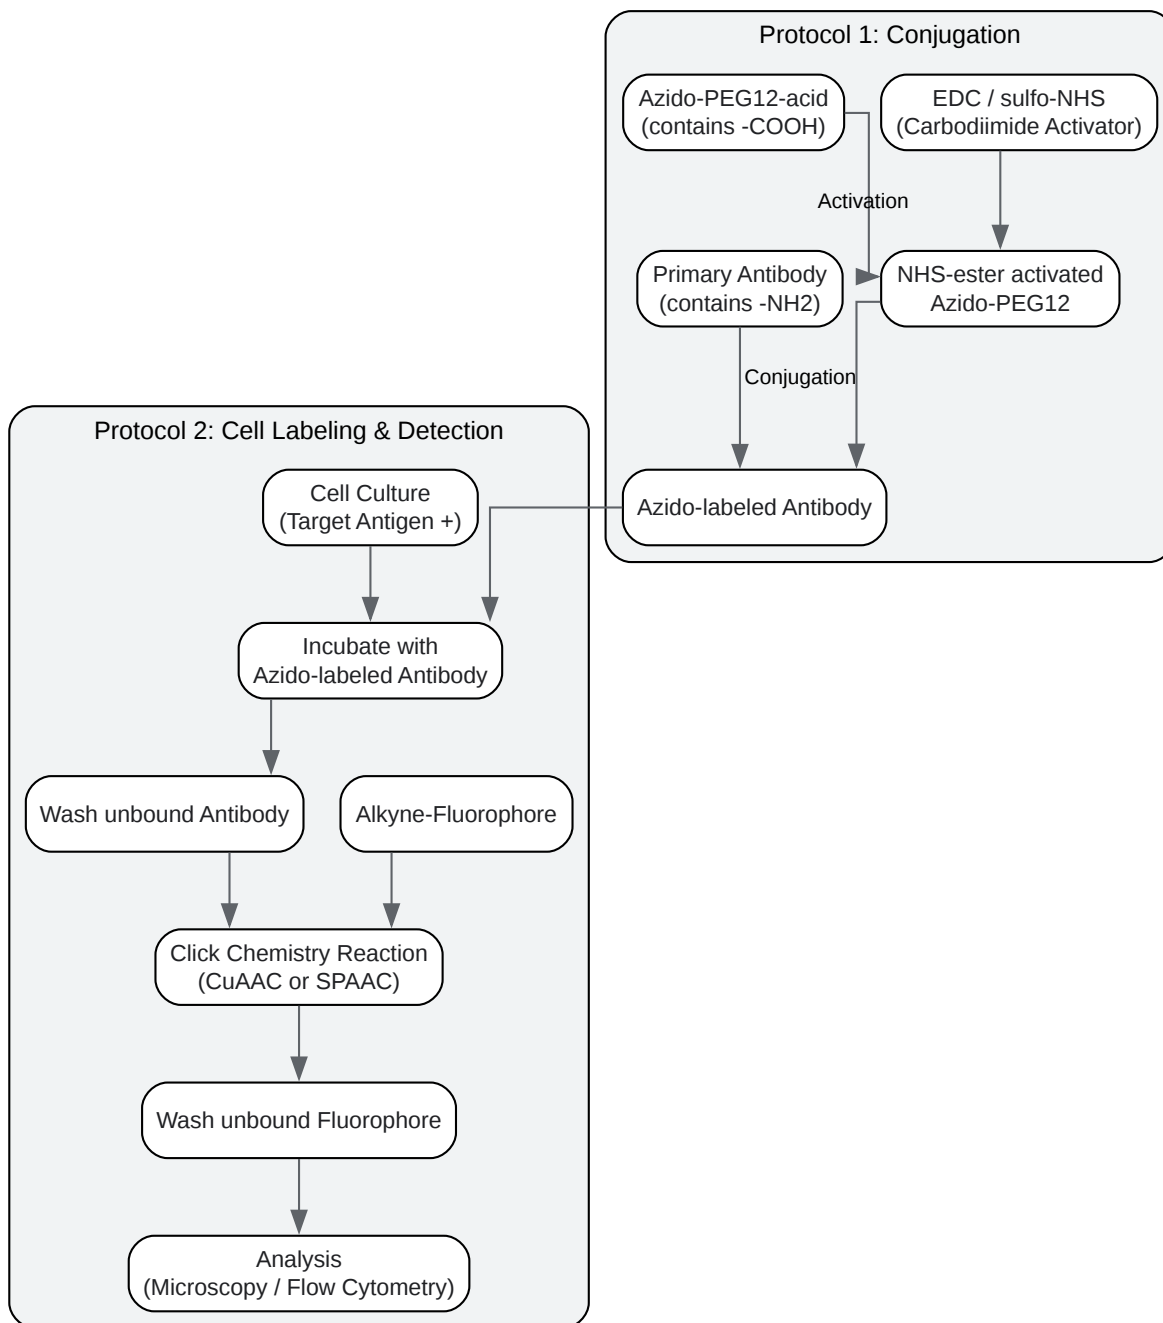 Protocol 1: Conjugation
Azido-PEG12-acid
(contains -COOH)
EDC / sulfo-NHS
(Carbodiimide Activator)
Activation
Primary Antibody
(contains -NH2)
NHS-ester activated
Azido-PEG12
Conjugation
Azido-labeled Antibody
Protocol 2: Cell Labeling & Detection
Cell Culture
(Target Antigen +)
Incubate with
Azido-labeled Antibody
Wash unbound Antibody
Alkyne-Fluorophore
Click Chemistry Reaction
(CuAAC or SPAAC)
Wash unbound Fluorophore
Analysis
(Microscopy / Flow Cytometry)